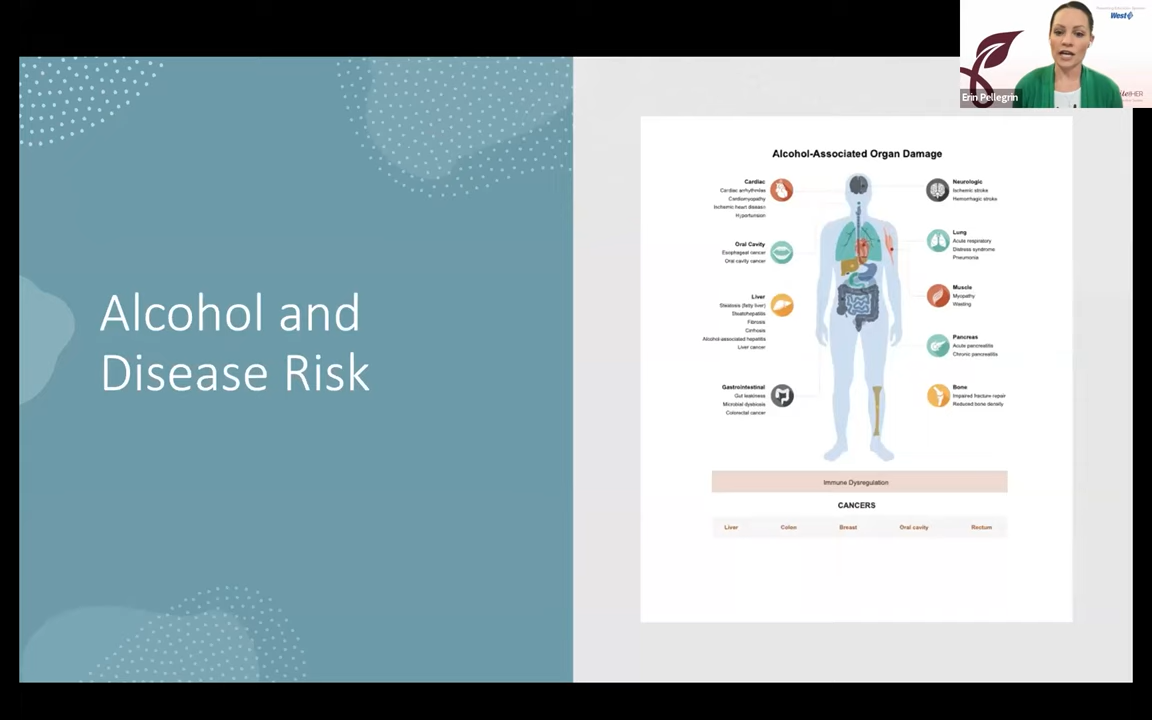 West
Erin Pellegrin
Alcohol and
Disease Risk
Alcohol-Associated Organ Damage
Cardiac
Cardiac arrhythmias
Cardiomyopathy
Ischemic heart disease
Hypertension
Oral Cavity
Esophageal cancer
Oral cavity cancer
Liver
Steatosis (fatty liver)
Steatohepatitis
Fibrosis
Cirrhosis
Alcohol-associated hepatitis
Liver cancer
Gastrointestinal
Gut leakiness
Microbial dysbiosis
Colorectal cancer
Neurologic
Ischemic stroke
Hemorrhagic stroke
Lung
Acute respiratory
Distress syndrome
Pneumonia
Muscle
Myopathy
Wasting
Pancreas
Acute pancreatitis
Chronic pancreatitis
Bone
Impaired fracture repair
Reduced bone density
Immune Dysregulation
CANCERS
Liver Colon Breast Oral cavity Rectum